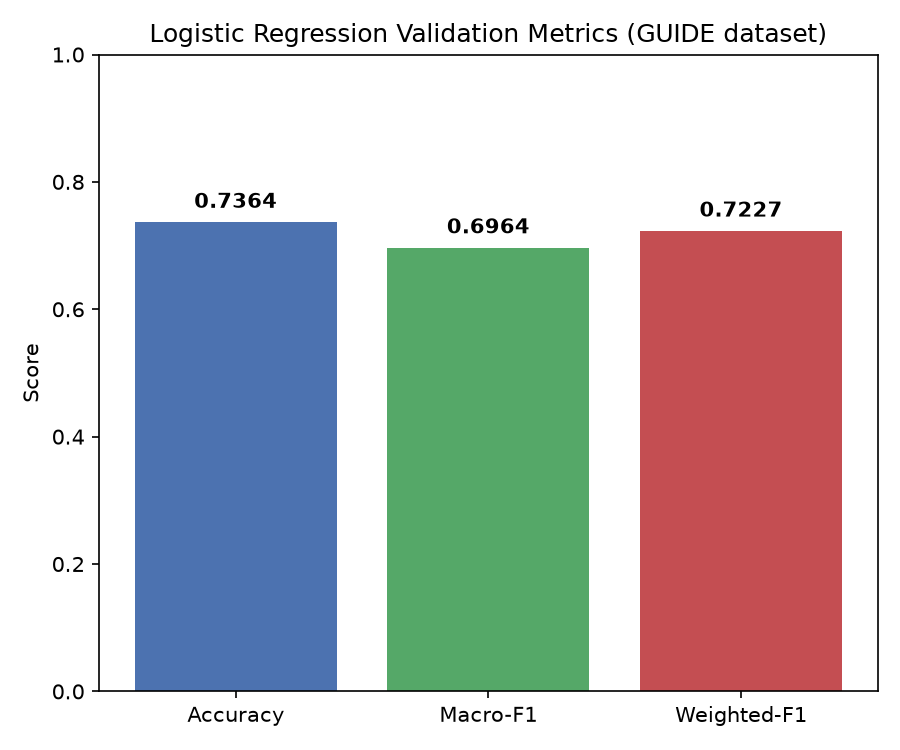 Logistic Regression Validation Metrics (GUIDE dataset)
1.0
0.8
0.6
0.4
0.2
0.0
Score
0.7364
0.6964
0.7227
Accuracy
Macro-F1
Weighted-F1